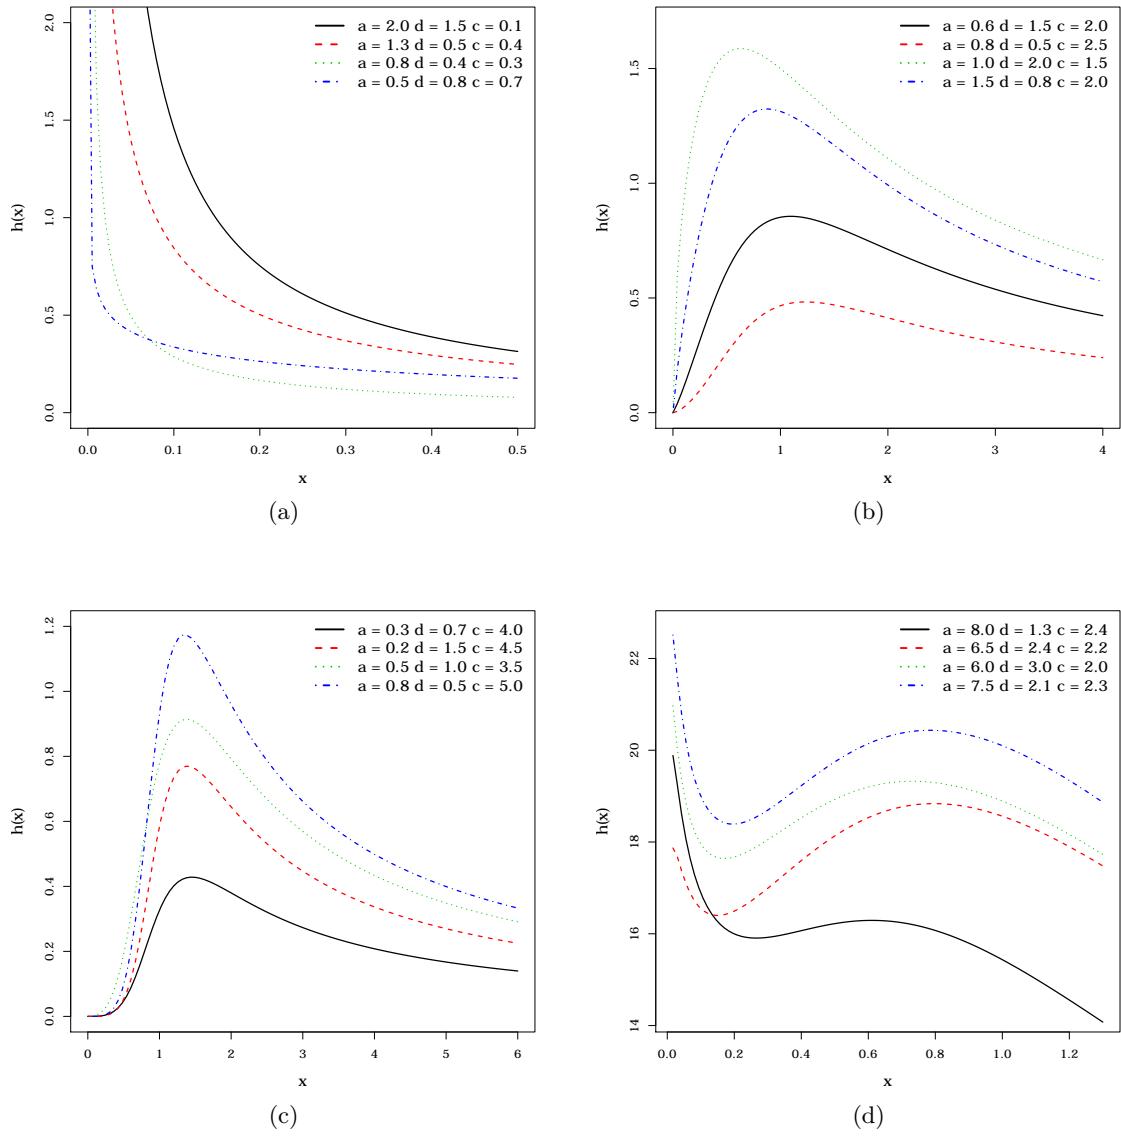 a = 2.0 d = 1.5 c = 0.1
a = 1.3 d = 0.5 c = 0.4
a = 0.8 d = 0.4 c = 0.3
a = 0.5 d = 0.8 c = 0.7
h(x)
0.0 0.5 1.0 1.5 2.0
0.0 0.1 0.2 0.3 0.4 0.5
x
(a)
a = 0.6 d = 1.5 c = 2.0
a = 0.8 d = 0.5 c = 2.5
a = 1.0 d = 2.0 c = 1.5
a = 1.5 d = 0.8 c = 2.0
h(x)
0.0 0.5 1.0 1.5
0 1 2 3 4
x
(b)
a = 0.3 d = 0.7 c = 4.0
a = 0.2 d = 1.5 c = 4.5
a = 0.5 d = 1.0 c = 3.5
a = 0.8 d = 0.5 c = 5.0
h(x)
0.0 0.2 0.4 0.6 0.8 1.0 1.2
0 1 2 3 4 5 6
x
(c)
a = 8.0 d = 1.3 c = 2.4
a = 6.5 d = 2.4 c = 2.2
a = 6.0 d = 3.0 c = 2.0
a = 7.5 d = 2.1 c = 2.3
h(x)
14 16 18 20 22
0.0 0.2 0.4 0.6 0.8 1.0 1.2
x
(d)